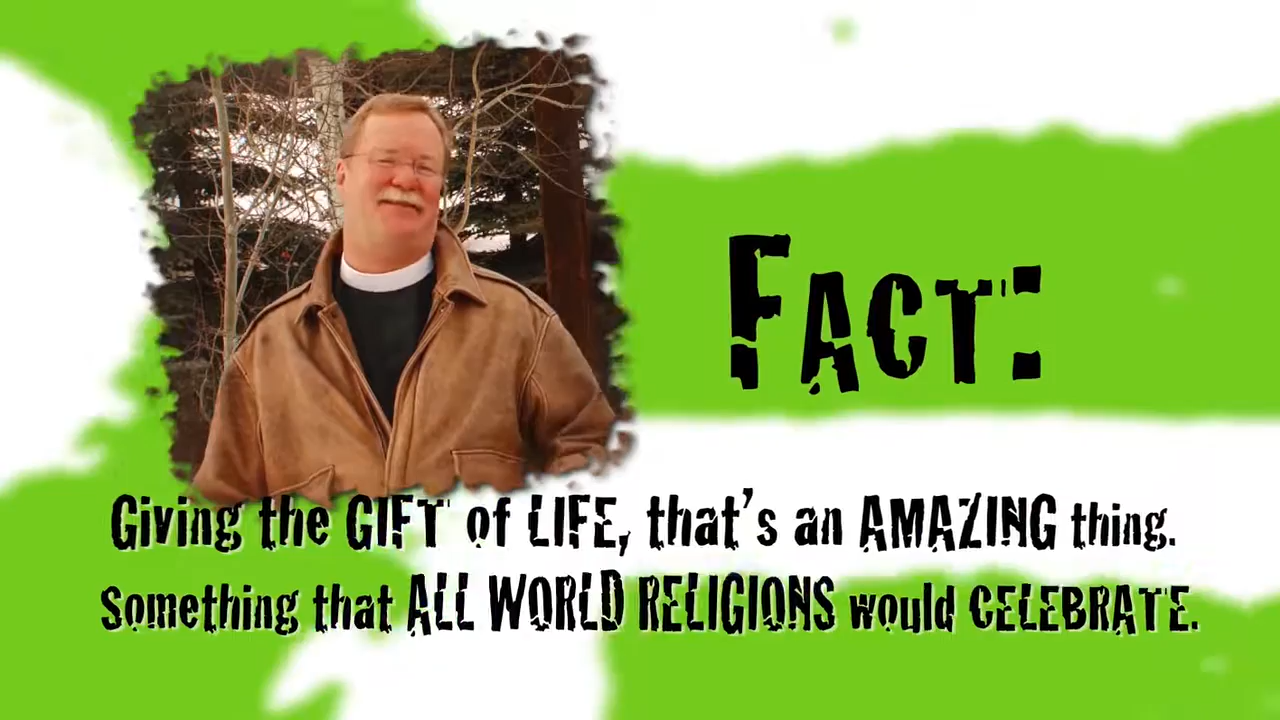 Fact:
Giving the GIFT of LIFE, that's an AMAZING thing.
Something that ALL WORLD RELIGIONS would CELEBRATE.